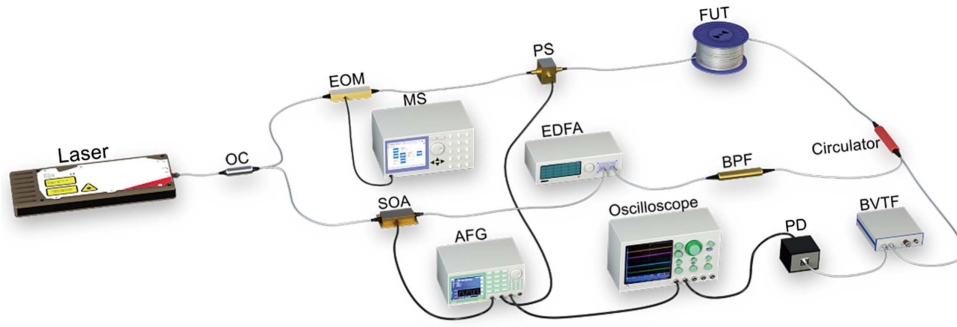 FUT
PS
EOM
MS
EDFA
Laser
OC
BPF
Circulator
SOA
Oscilloscope
BVTF
AFG
PD